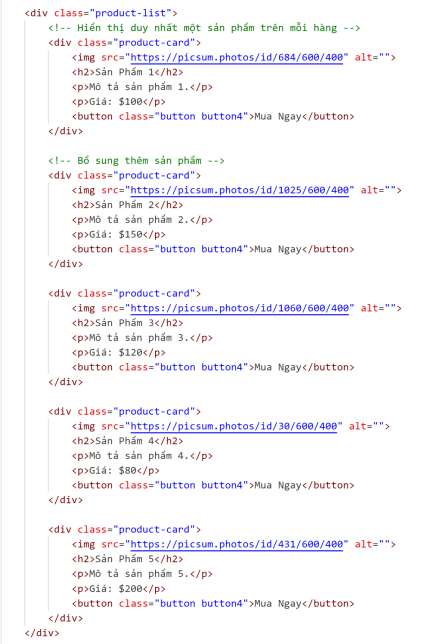 <div class="product-list">
<!-- Hiển thị duy nhất một sản phẩm trên mỗi hàng -->
<div class="product-card">
<img src="https://picsum.photos/id/684/600/400" alt="">
<h2>Sản Phẩm 1</h2>
<p>Mô tả sản phẩm 1.</p>
<p>Giá: $100</p>
<button class="button button4">Mua Ngay</button>
</div>
<!-- Bổ sung thêm sản phẩm -->
<div class="product-card">
<img src="https://picsum.photos/id/1025/600/400" alt="">
<h2>Sản Phẩm 2</h2>
<p>Mô tả sản phẩm 2.</p>
<p>Giá: $150</p>
<button class="button button4">Mua Ngay</button>
</div>
<div class="product-card">
<img src="https://picsum.photos/id/1060/600/400" alt="">
<h2>Sản Phẩm 3</h2>
<p>Mô tả sản phẩm 3.</p>
<p>Giá: $120</p>
<button class="button button4">Mua Ngay</button>
</div>
<div class="product-card">
<img src="https://picsum.photos/id/30/600/400" alt="">
<h2>Sản Phẩm 4</h2>
<p>Mô tả sản phẩm 4.</p>
<p>Giá: $80</p>
<button class="button button4">Mua Ngay</button>
</div>
<div class="product-card">
<img src="https://picsum.photos/id/431/600/400" alt="">
<h2>Sản Phẩm 5</h2>
<p>Mô tả sản phẩm 5.</p>
<p>Giá: $200</p>
<button class="button button4">Mua Ngay</button>
</div>
</div>